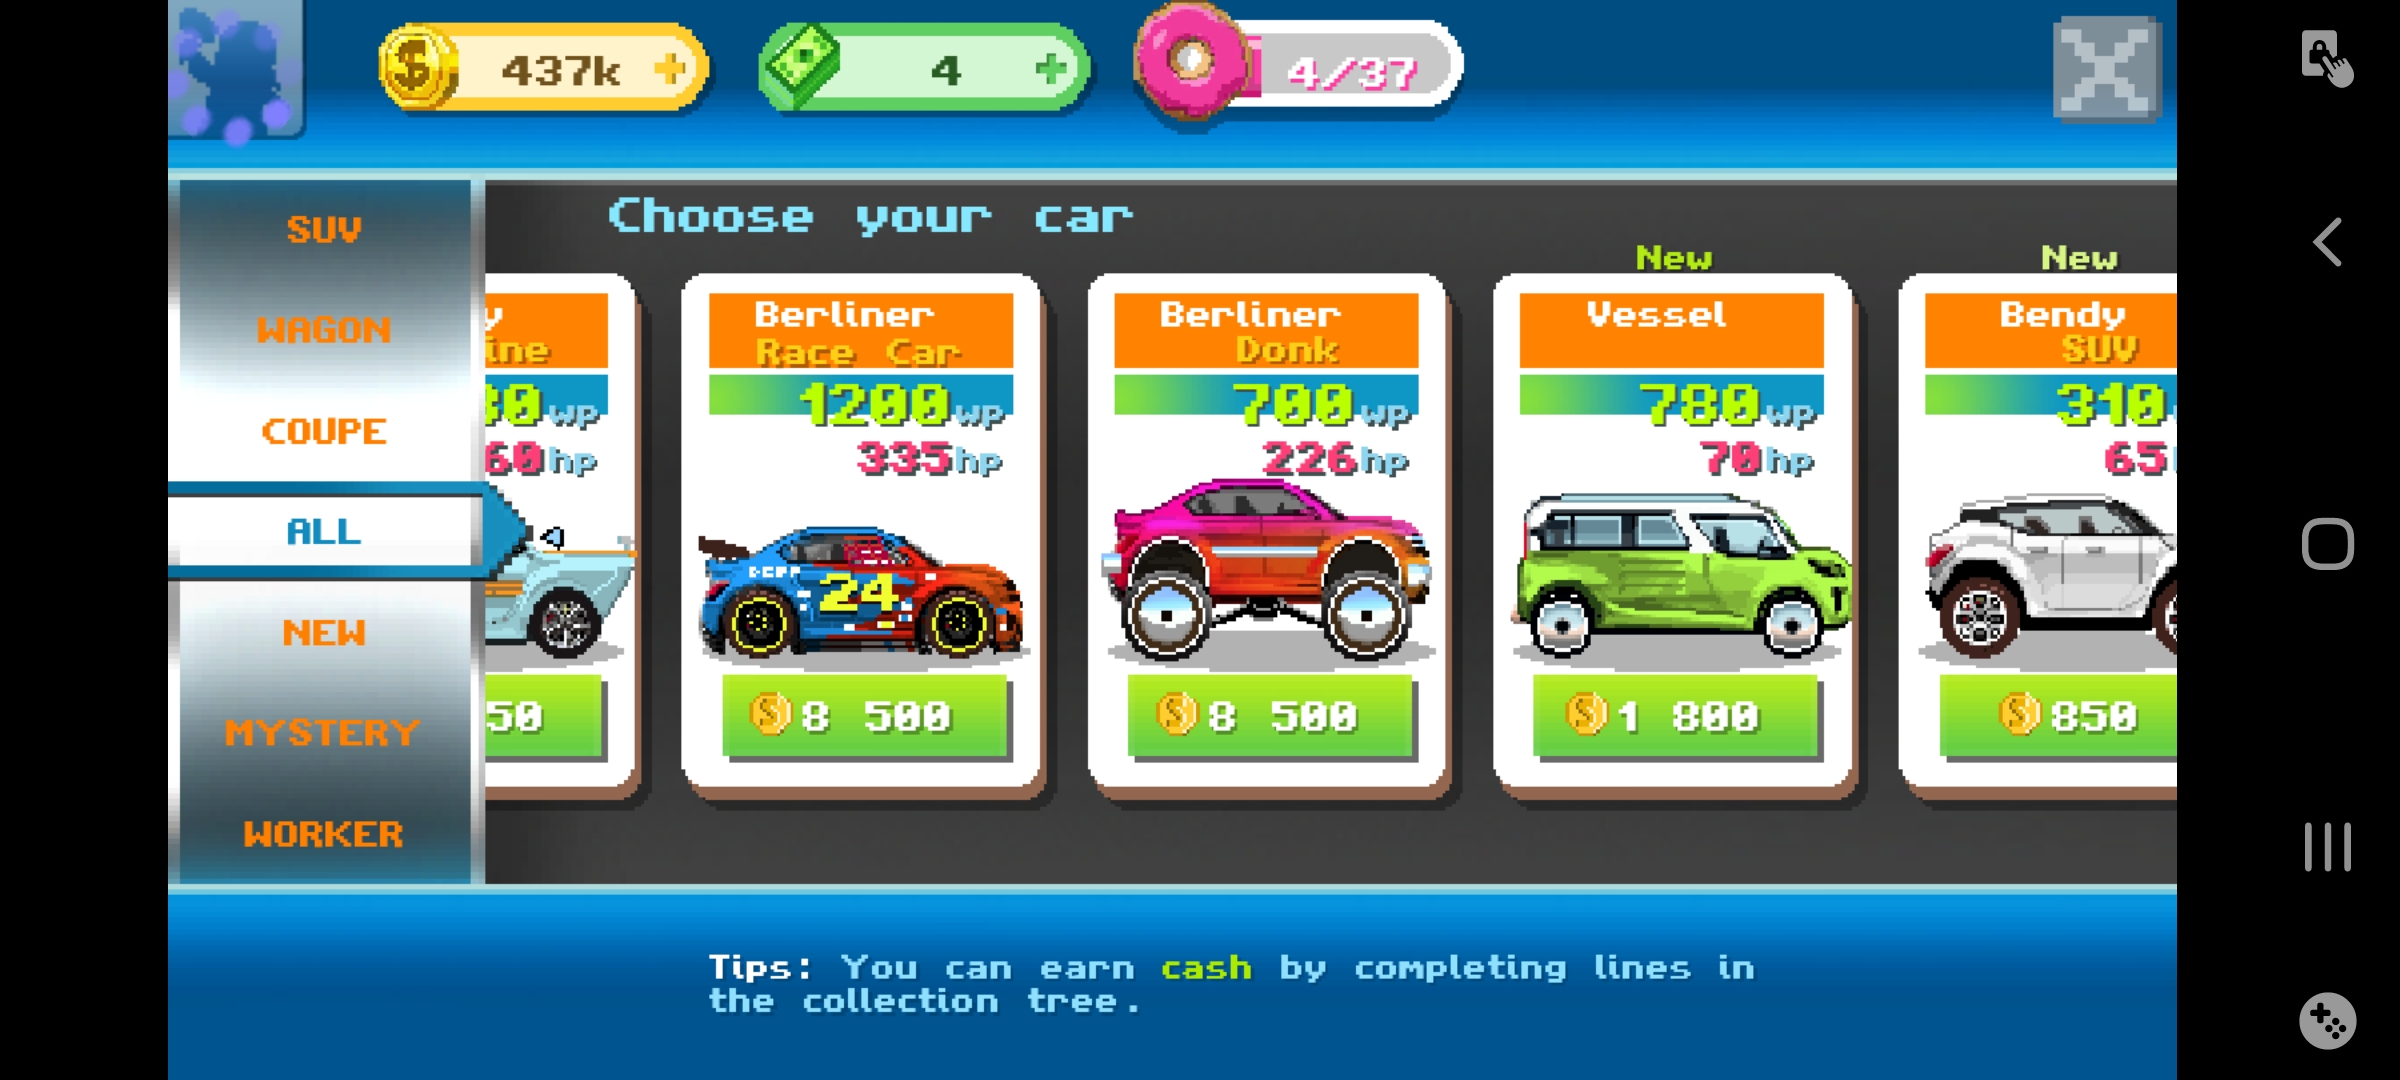 437k
4
4/37
SUV
WAGON
COUPE
ALL
NEW
MYSTERY
WORKER
Choose your car
y
ine
30wp
60hp
50
Berliner
Race Car
1200wp
335hp
24
8 500
Berliner
Donk
700wp
226hp
8 500
New
Vessel
780wp
70hp
1 800
New
Bendy
SUV
310
65
850
Tips: You can earn cash by completing lines in
the collection tree.